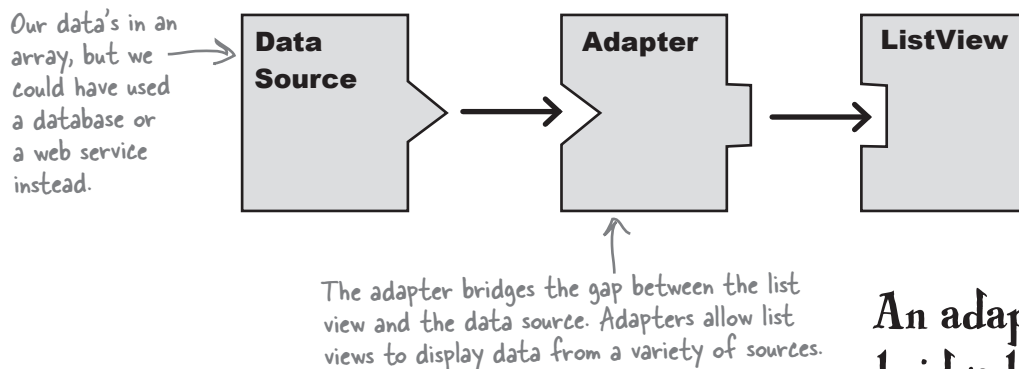 Our data's in an
array, but we
could have used
a database or
a web service
instead.
Data
Source
Adapter
ListView
The adapter bridges the gap between the list
view and the data source. Adapters allow list
views to display data from a variety of sources.
An